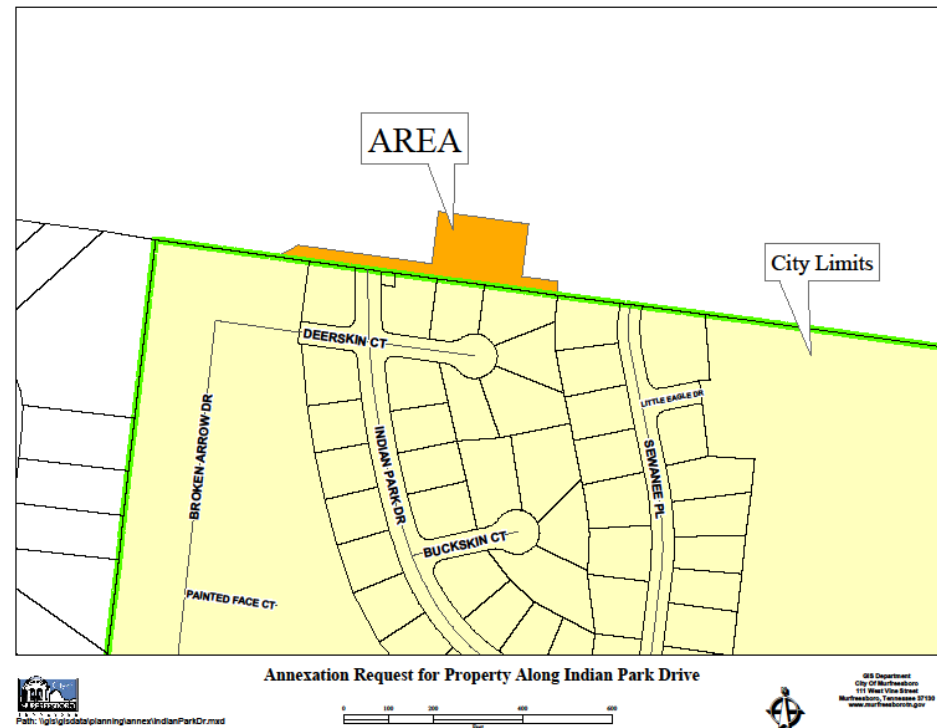 AREA
City Limits
DEERSKIN CT
LITTLE EAGLE DR
BROKEN ARROW DR
INDIAN PARK DR
SEWANEE PL
BUCKSKIN CT
PAINTED FACE CT
Annexation Request for Property Along Indian Park Drive
MURFREESBORO
Path: \\gis\gisdata\planning\annex\IndianParkDr.mxd
0 200 400 600
Feet
GIS Department
City Of Murfreesboro
111 West Vine Street
Murfreesboro, Tennessee 37130
www.murfreesborotn.gov